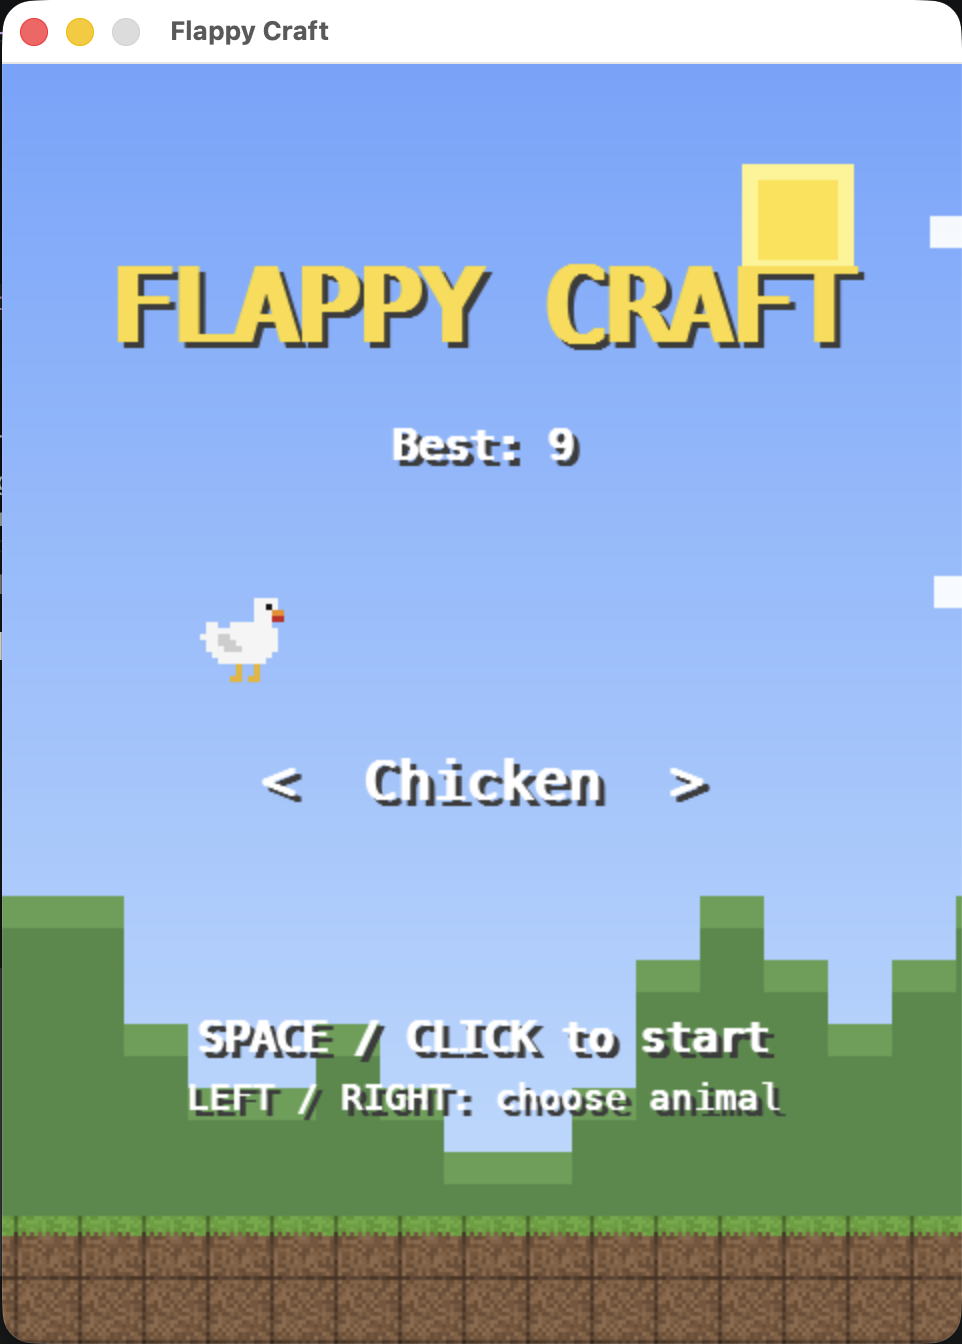 Flappy Craft
FLAPPY CRAFT
Best: 9
< Chicken >
SPACE / CLICK to start
LEFT / RIGHT: choose animal